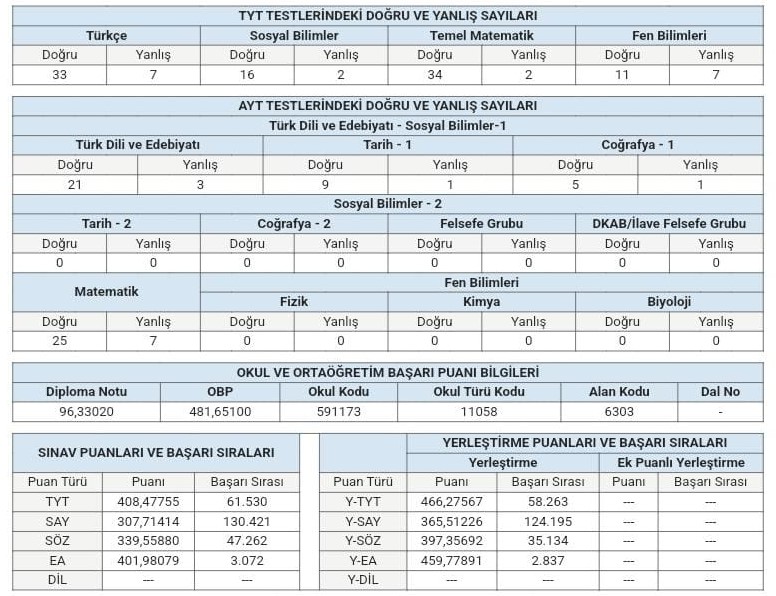 TYT TESTLERİNDEKİ DOĞRU VE YANLIŞ SAYILARI
Türkçe Sosyal Bilimler Temel Matematik Fen Bilimleri
Doğru Yanlış Doğru Yanlış Doğru Yanlış Doğru Yanlış
33 7 16 2 34 2 11 7
AYT TESTLERİNDEKİ DOĞRU VE YANLIŞ SAYILARI
Türk Dili ve Edebiyatı - Sosyal Bilimler-1
Türk Dili ve Edebiyatı Tarih - 1 Coğrafya - 1
Doğru Yanlış Doğru Yanlış Doğru Yanlış
21 3 9 1 5 1
Sosyal Bilimler - 2
Tarih - 2 Coğrafya - 2 Felsefe Grubu DKAB/İlave Felsefe Grubu
Doğru Yanlış Doğru Yanlış Doğru Yanlış Doğru Yanlış
0 0 0 0 0 0 0 0
Matematik Fen Bilimleri
Fizik Kimya Biyoloji
Doğru Yanlış Doğru Yanlış Doğru Yanlış Doğru Yanlış
25 7 0 0 0 0 0 0
OKUL VE ORTAÖĞRETİM BAŞARI PUANI BİLGİLERİ
Diploma Notu OBP Okul Kodu Okul Türü Kodu Alan Kodu Dal No
96,33020 481,65100 591173 11058 6303 -
SINAV PUANLARI VE BAŞARI SIRALARI
Puan Türü Puanı Başarı Sırası
TYT 408,47755 61.530
SAY 307,71414 130.421
SÖZ 339,55880 47.262
EA 401,98079 3.072
DİL --- ---
YERLEŞTİRME PUANLARI VE BAŞARI SIRALARI
Yerleştirme Ek Puanlı Yerleştirme
Puan Türü Puanı Başarı Sırası Puanı Başarı Sırası
Y-TYT 466,27567 58.263 --- ---
Y-SAY 365,51226 124.195 --- ---
Y-SÖZ 397,35692 35.134 --- ---
Y-EA 459,77891 2.837 --- ---
Y-DİL --- --- --- ---